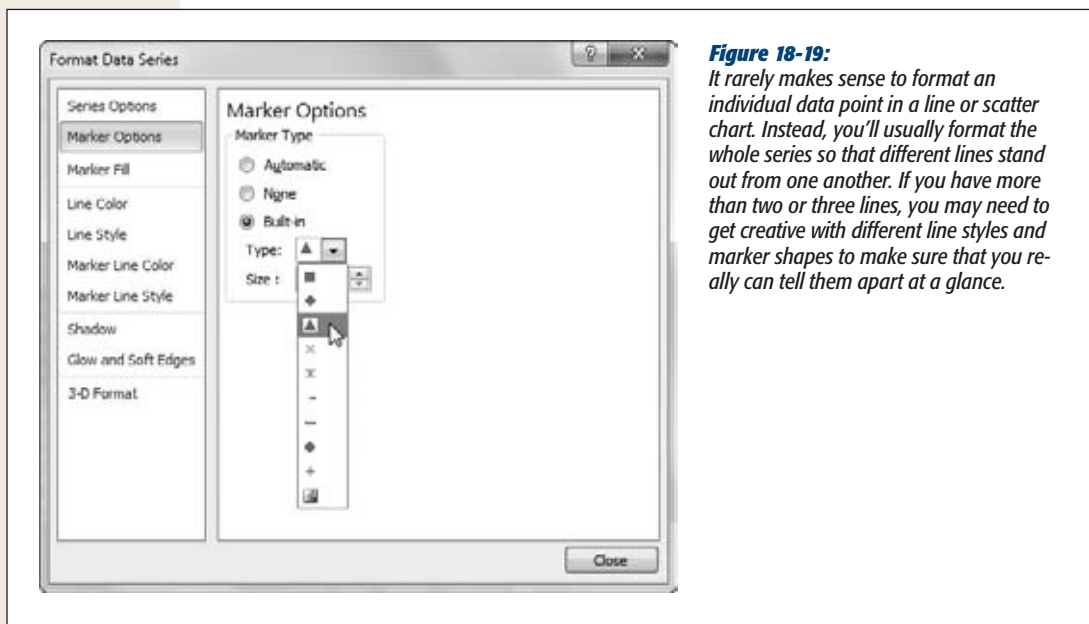 Format Data Series
Series Options
Marker Options
Marker Fill
Line Color
Line Style
Marker Line Color
Marker Line Style
Shadow
Glow and Soft Edges
3-D Format
Marker Options
Marker Type
Automatic
None
Built-in
Type:
Size :
Close
Figure 18-19:
It rarely makes sense to format an
individual data point in a line or scatter
chart. Instead, you’ll usually format the
whole series so that different lines stand
out from one another. If you have more
than two or three lines, you may need to
get creative with different line styles and
marker shapes to make sure that you re-
ally can tell them apart at a glance.